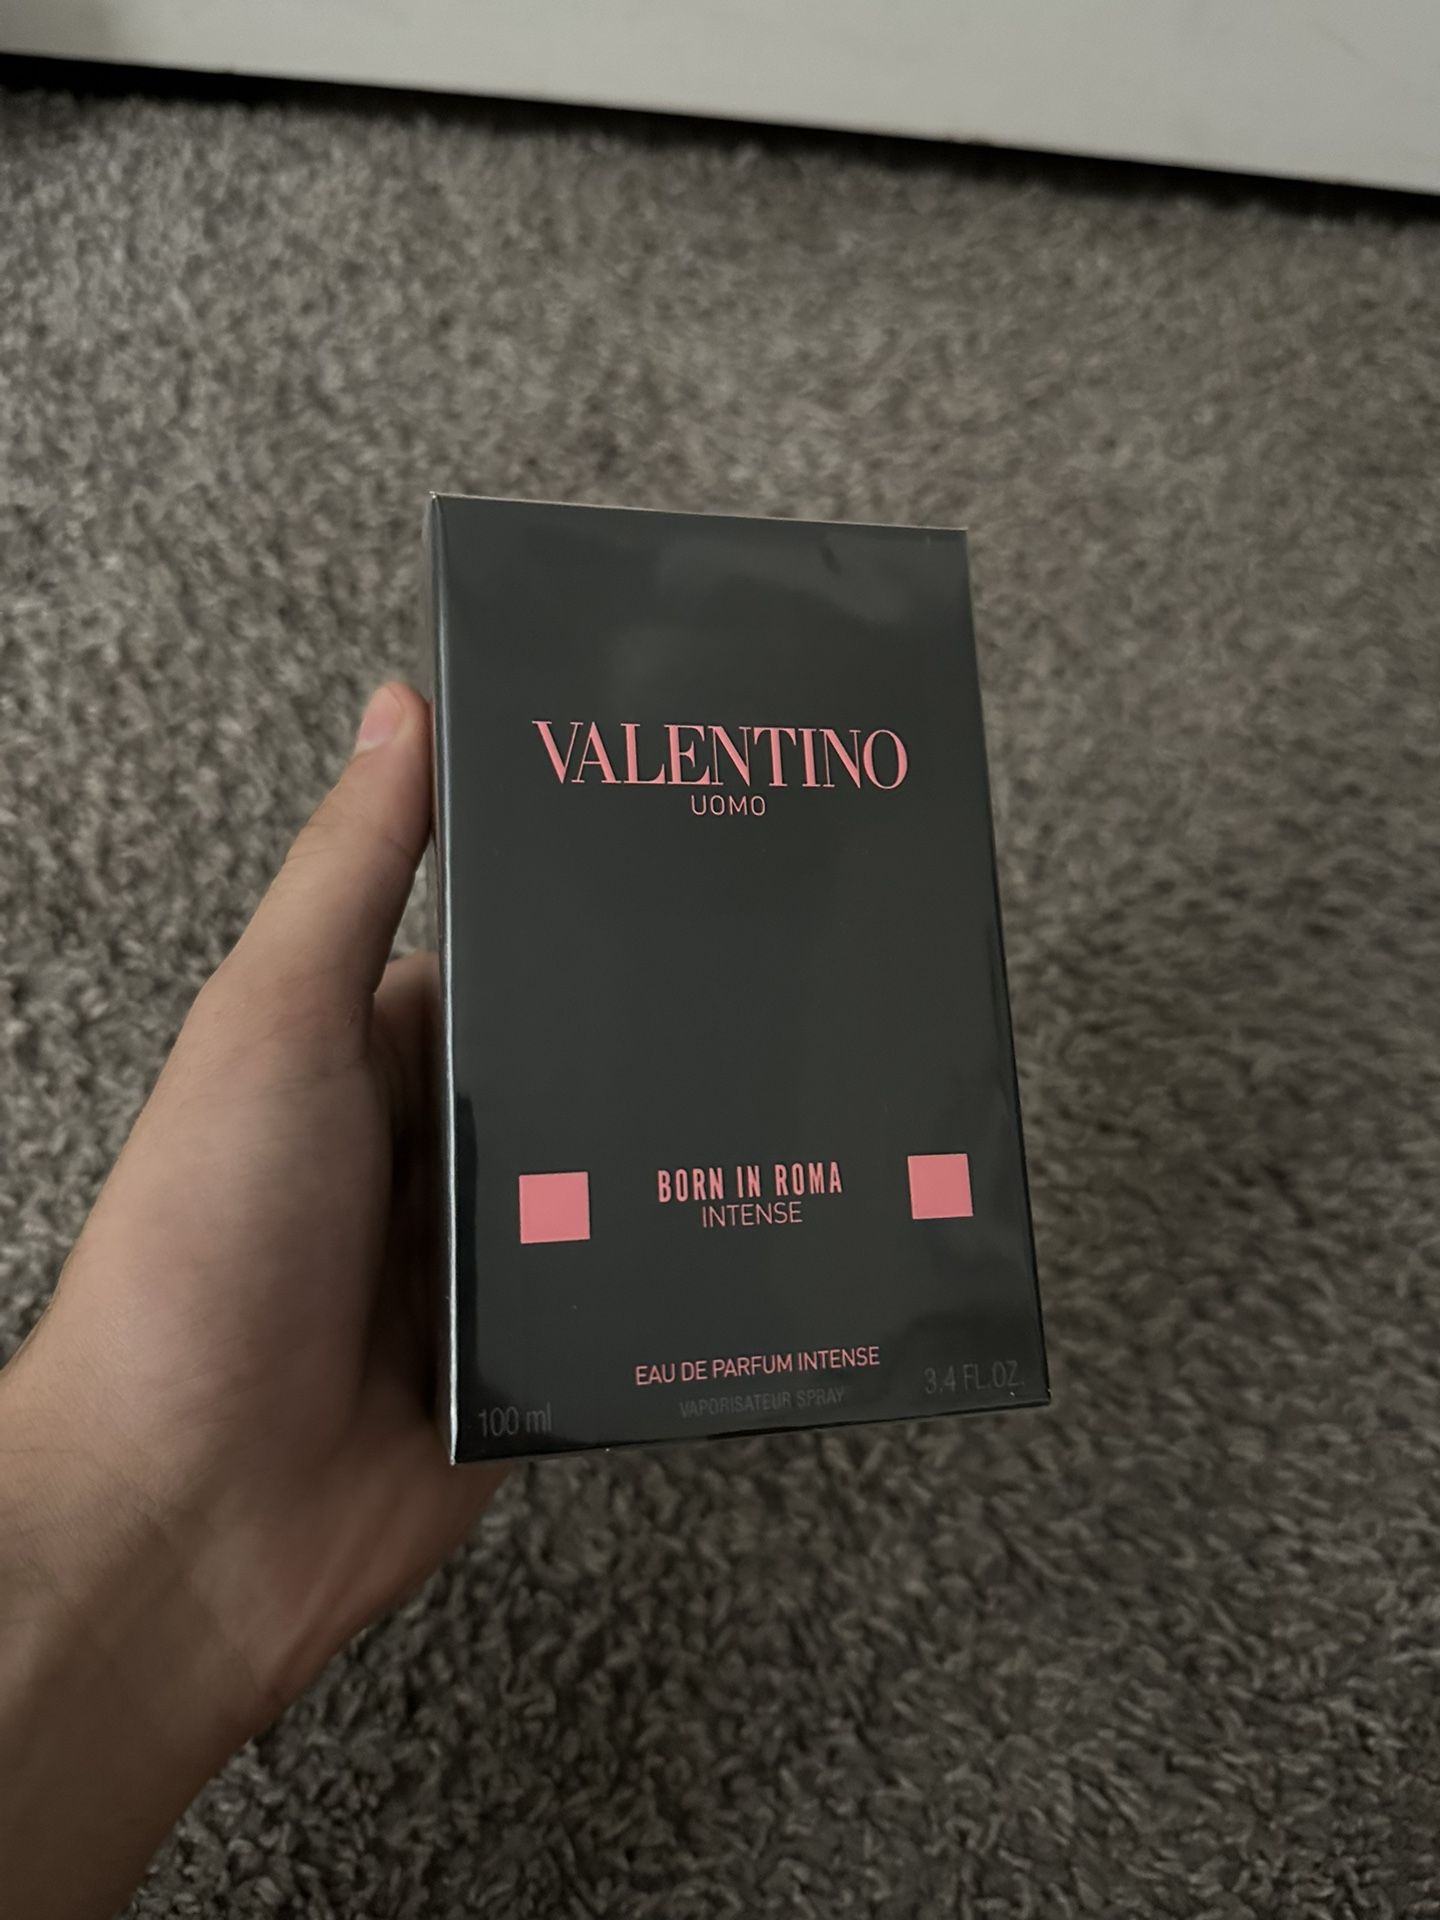 VALENTINO
UOMO
BORN IN ROMA
INTENSE
EAU DE PARFUM INTENSE
VAPORISATEUR SPRAY
100 ml
3.4 FL.OZ.